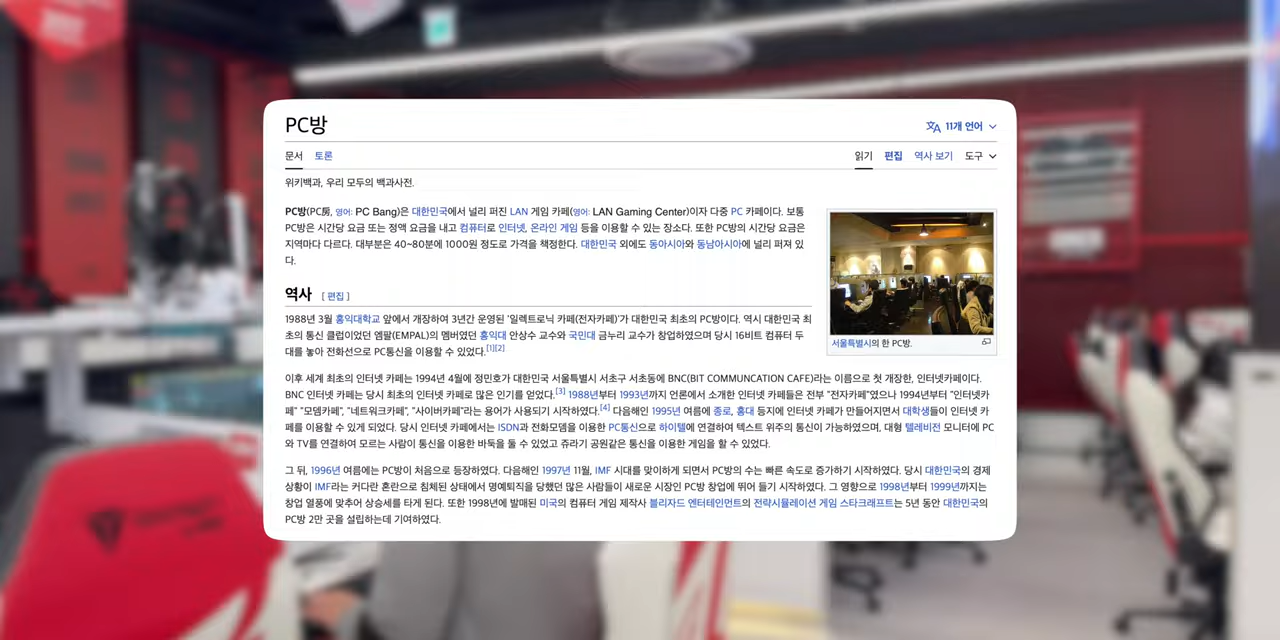 PC방
11개 언어
문서 토론 읽기 편집 역사 보기 도구
위키백과, 우리 모두의 백과사전.
PC방(PC房, 영어: PC Bang)은 대한민국에서 널리 퍼진 LAN 게임 카페(영어: LAN Gaming Center)이자 다중 PC 카페이다. 보통
PC방은 시간당 요금 또는 정액 요금을 내고 컴퓨터로 인터넷, 온라인 게임 등을 이용할 수 있는 장소다. 또한 PC방의 시간당 요금은
지역마다 다르다. 대부분은 40~80분에 1000원 정도로 가격을 책정한다. 대한민국 외에도 동아시아와 동남아시아에 널리 퍼져 있
다.
서울특별시의 한 PC방.
역사 [ 편집 ]
1988년 3월 홍익대학교 앞에서 개장하여 3년간 운영된 '일렉트로닉 카페(전자카페)'가 대한민국 최초의 PC방이다. 역시 대한민국 최
초의 통신 클럽이었던 엠팔(EMPAL)의 멤버였던 홍익대 안상수 교수와 국민대 금누리 교수가 창업하였으며 당시 16비트 컴퓨터 두
대를 놓아 전화선으로 PC통신을 이용할 수 있었다.[1][2]
이후 세계 최초의 인터넷 카페는 1994년 4월에 정민호가 대한민국 서울특별시 서초구 서초동에 BNC(BIT COMMUNCATION CAFE)라는 이름으로 첫 개장한, 인터넷카페이다.
BNC 인터넷 카페는 당시 최초의 인터넷 카페로 많은 인기를 얻었다.[3] 1988년부터 1993년까지 언론에서 소개한 인터넷 카페들은 전부 "전자카페"였으나 1994년부터 "인터넷카
페" "모뎀카페", "네트워크카페", "사이버카페"라는 용어가 사용되기 시작하였다.[4] 다음해인 1995년 여름에 종로, 홍대 등지에 인터넷 카페가 만들어지면서 대학생들이 인터넷 카
페를 이용할 수 있게 되었다. 당시 인터넷 카페에서는 ISDN과 전화모뎀을 이용한 PC통신으로 하이텔에 연결하여 텍스트 위주의 통신이 가능하였으며, 대형 텔레비전 모니터에 PC
와 TV를 연결하여 모르는 사람이 통신을 이용한 바둑을 둘 수 있었고 쥬라기 공원같은 통신을 이용한 게임을 할 수 있었다.
그 뒤, 1996년 여름에는 PC방이 처음으로 등장하였다. 다음해인 1997년 11월, IMF 시대를 맞이하게 되면서 PC방의 수는 빠른 속도로 증가하기 시작하였다. 당시 대한민국의 경제
상황이 IMF라는 커다란 혼란으로 침체된 상태에서 명예퇴직을 당했던 많은 사람들이 새로운 시장인 PC방 창업에 뛰어 들기 시작하였다. 그 영향으로 1998년부터 1999년까지는
창업 열풍에 맞추어 상승세를 타게 된다. 또한 1998년에 발매된 미국의 컴퓨터 게임 제작사 블리자드 엔터테인먼트의 전략시뮬레이션 게임 스타크래프트는 5년 동안 대한민국의
PC방 2만 곳을 설립하는데 기여하였다.